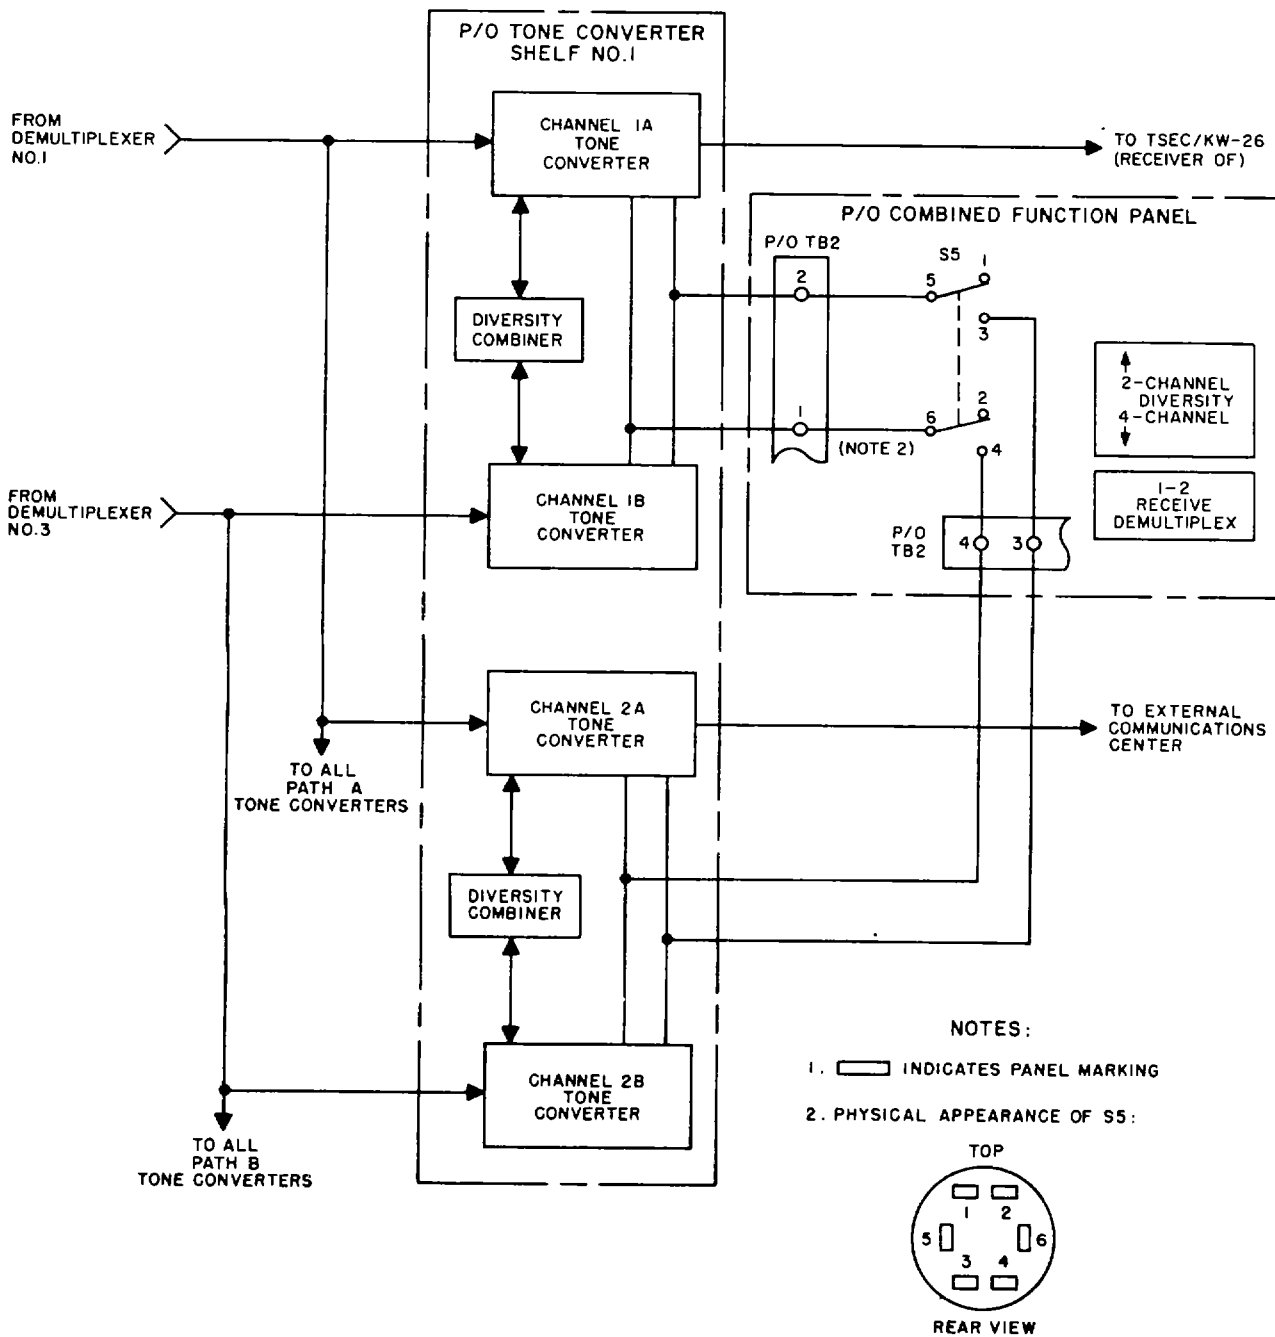 P/O TONE CONVERTER
SHELF NO.1
FROM
DEMULTIPLEXER
NO.1
CHANNEL 1A
TONE
CONVERTER
TO TSEC/KW-26
(RECEIVER OF)
P/O COMBINED FUNCTION PANEL
P/O TB2
S5
1
2
5
3
DIVERSITY
COMBINER
2-CHANNEL
DIVERSITY
4-CHANNEL
1
6
2
(NOTE 2)
4
FROM
DEMULTIPLEXER
NO.3
CHANNEL 1B
TONE
CONVERTER
1-2
RECEIVE
DEMULTIPLEX
P/O
TB2
4
3
CHANNEL 2A
TONE
CONVERTER
TO EXTERNAL
COMMUNICATIONS
CENTER
TO ALL
PATH A
TONE CONVERTERS
DIVERSITY
COMBINER
NOTES:
1. INDICATES PANEL MARKING
CHANNEL 2B
TONE
CONVERTER
2. PHYSICAL APPEARANCE OF S5:
TO ALL
PATH B
TONE CONVERTERS
TOP
1 2
5 6
3 4
REAR VIEW